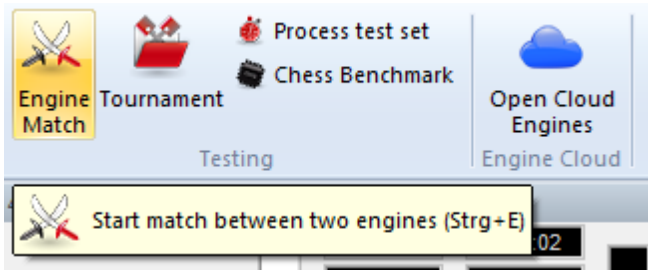 Engine
Match
Tournament
Process test set
Chess Benchmark
Testing
Open Cloud
Engines
Engine Cloud
Start match between two engines (Strg+E)
:02